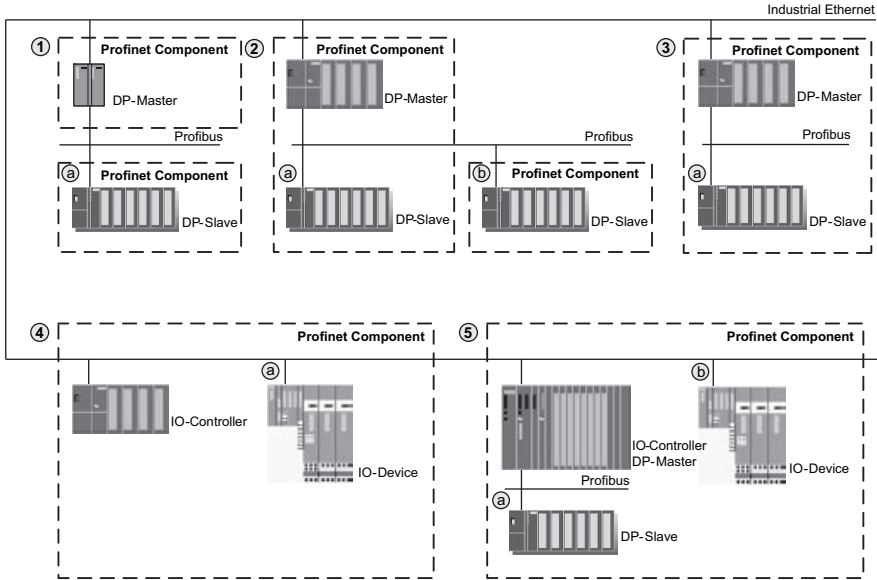 Industrial Ethernet
1 Profinet Component
DP-Master
Profibus
a Profinet Component
DP-Slave
2 Profinet Component
DP-Master
Profibus
a
DP-Slave
b Profinet Component
DP-Slave
3 Profinet Component
DP-Master
Profibus
a
DP-Slave
4 Profinet Component
IO-Controller
a
IO-Device
5 Profinet Component
IO-Controller
DP-Master
Profibus
a
DP-Slave
b
IO-Device